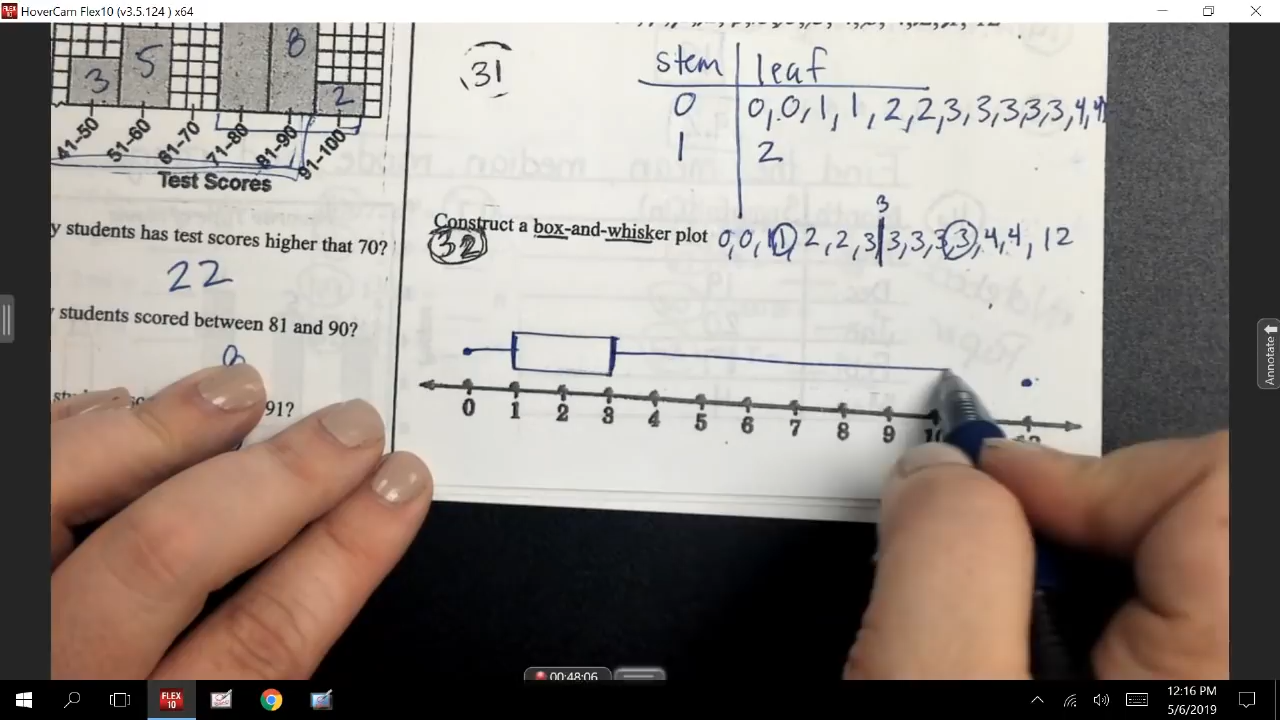 HoverCam Flex10 (v3.5.124 ) x64
3
5
8
2
41-50
51-60
61-70
71-80
81-90
91-100
Test Scores
y students has test scores higher that 70?
22
students scored between 81 and 90?
91?
31
stem leaf
0 0,0,1,1,2,2,3,3,3,3,3,4,4
1 2
3
Construct a box-and-whisker plot 0,0,1,1,2,2,3,3,3,3,3,4,4,12
32
0 1 2 3 4 5 6 7 8 9
Annotate
00:48:06
FLEX 10
12:16 PM
5/6/2019